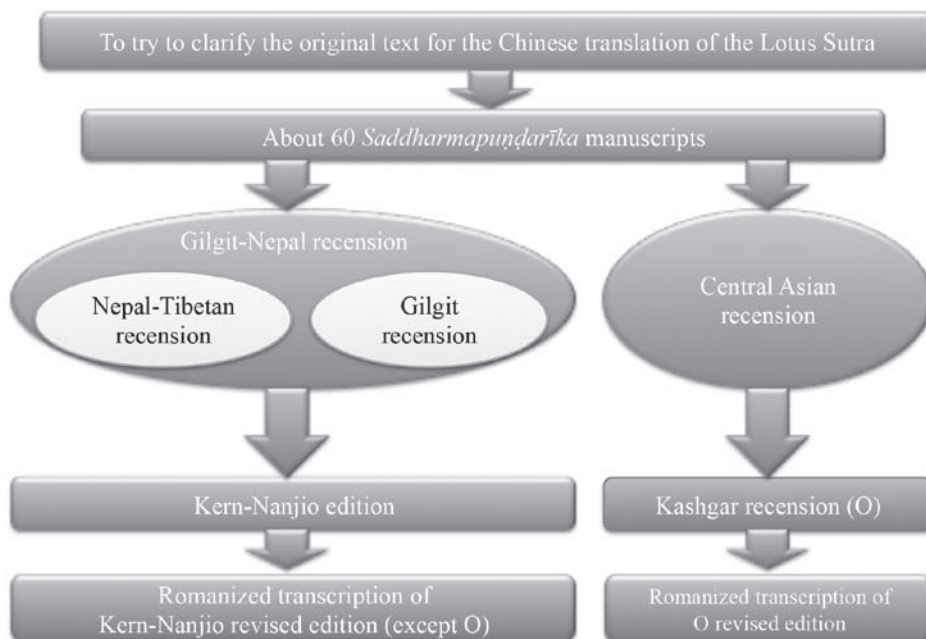 To try to clarify the original text for the Chinese translation of the Lotus Sutra
About 60 Saddharmapuṇḍarīka manuscripts
Gilgit-Nepal recension
Nepal-Tibetan
recension
Gilgit
recension
Central Asian
recension
Kern-Nanjio edition
Kashgar recension (O)
Romanized transcription of
Kern-Nanjio revised edition (except O)
Romanized transcription of
O revised edition